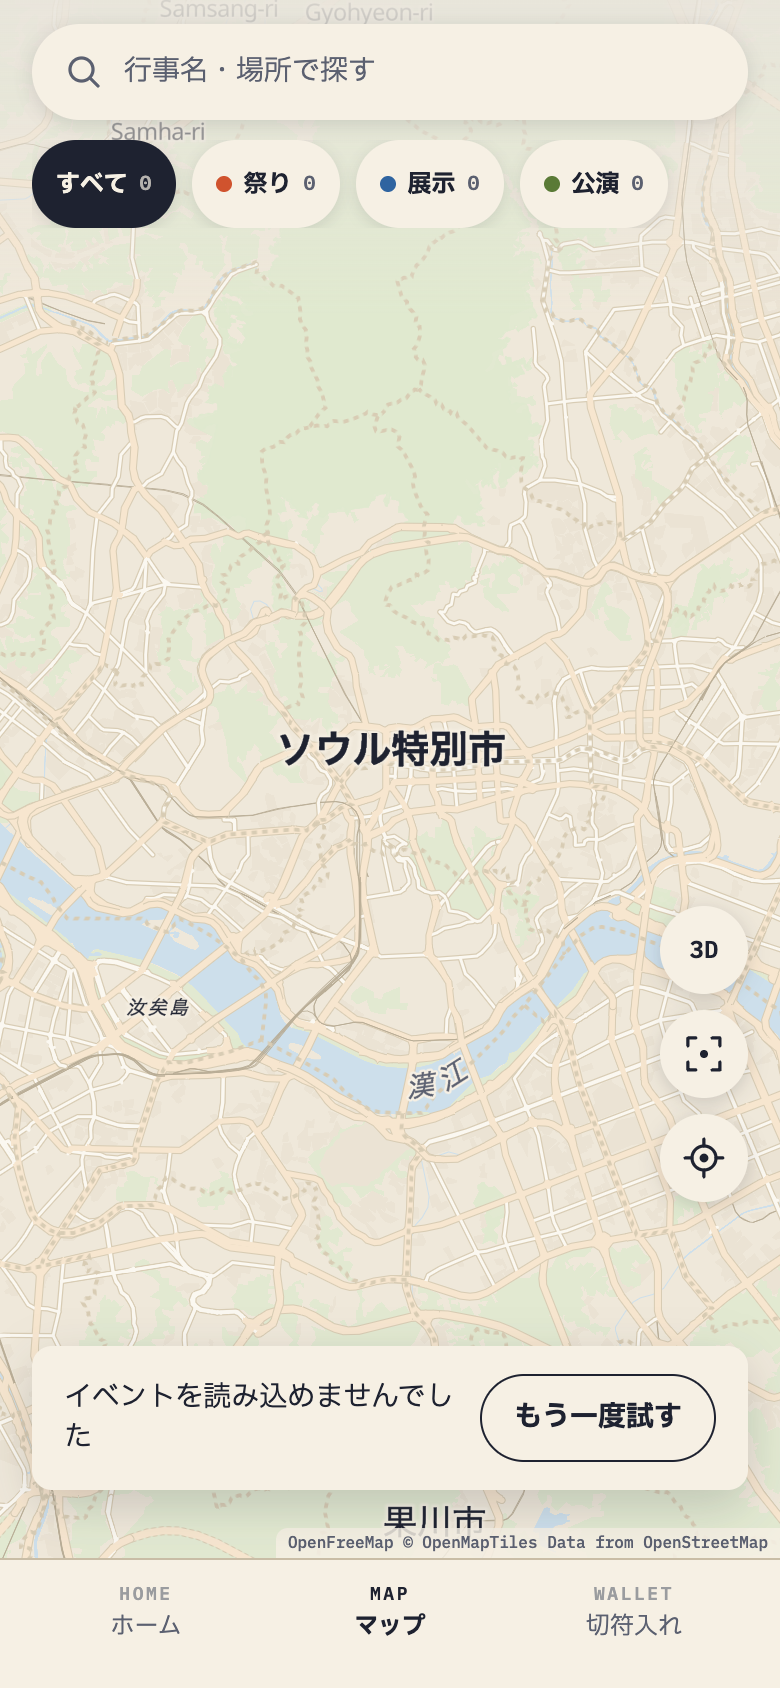 Samsang-ri Gyohyeon-ri
行事名・場所で探す
Samha-ri
すべて 0 祭り 0 展示 0 公演 0
ソウル特別市
3D
汝矣島
漢江
イベントを読み込めませんでし
た
もう一度試す
果川市
OpenFreeMap © OpenMapTiles Data from OpenStreetMap
HOME MAP WALLET
ホーム マップ 切符入れ